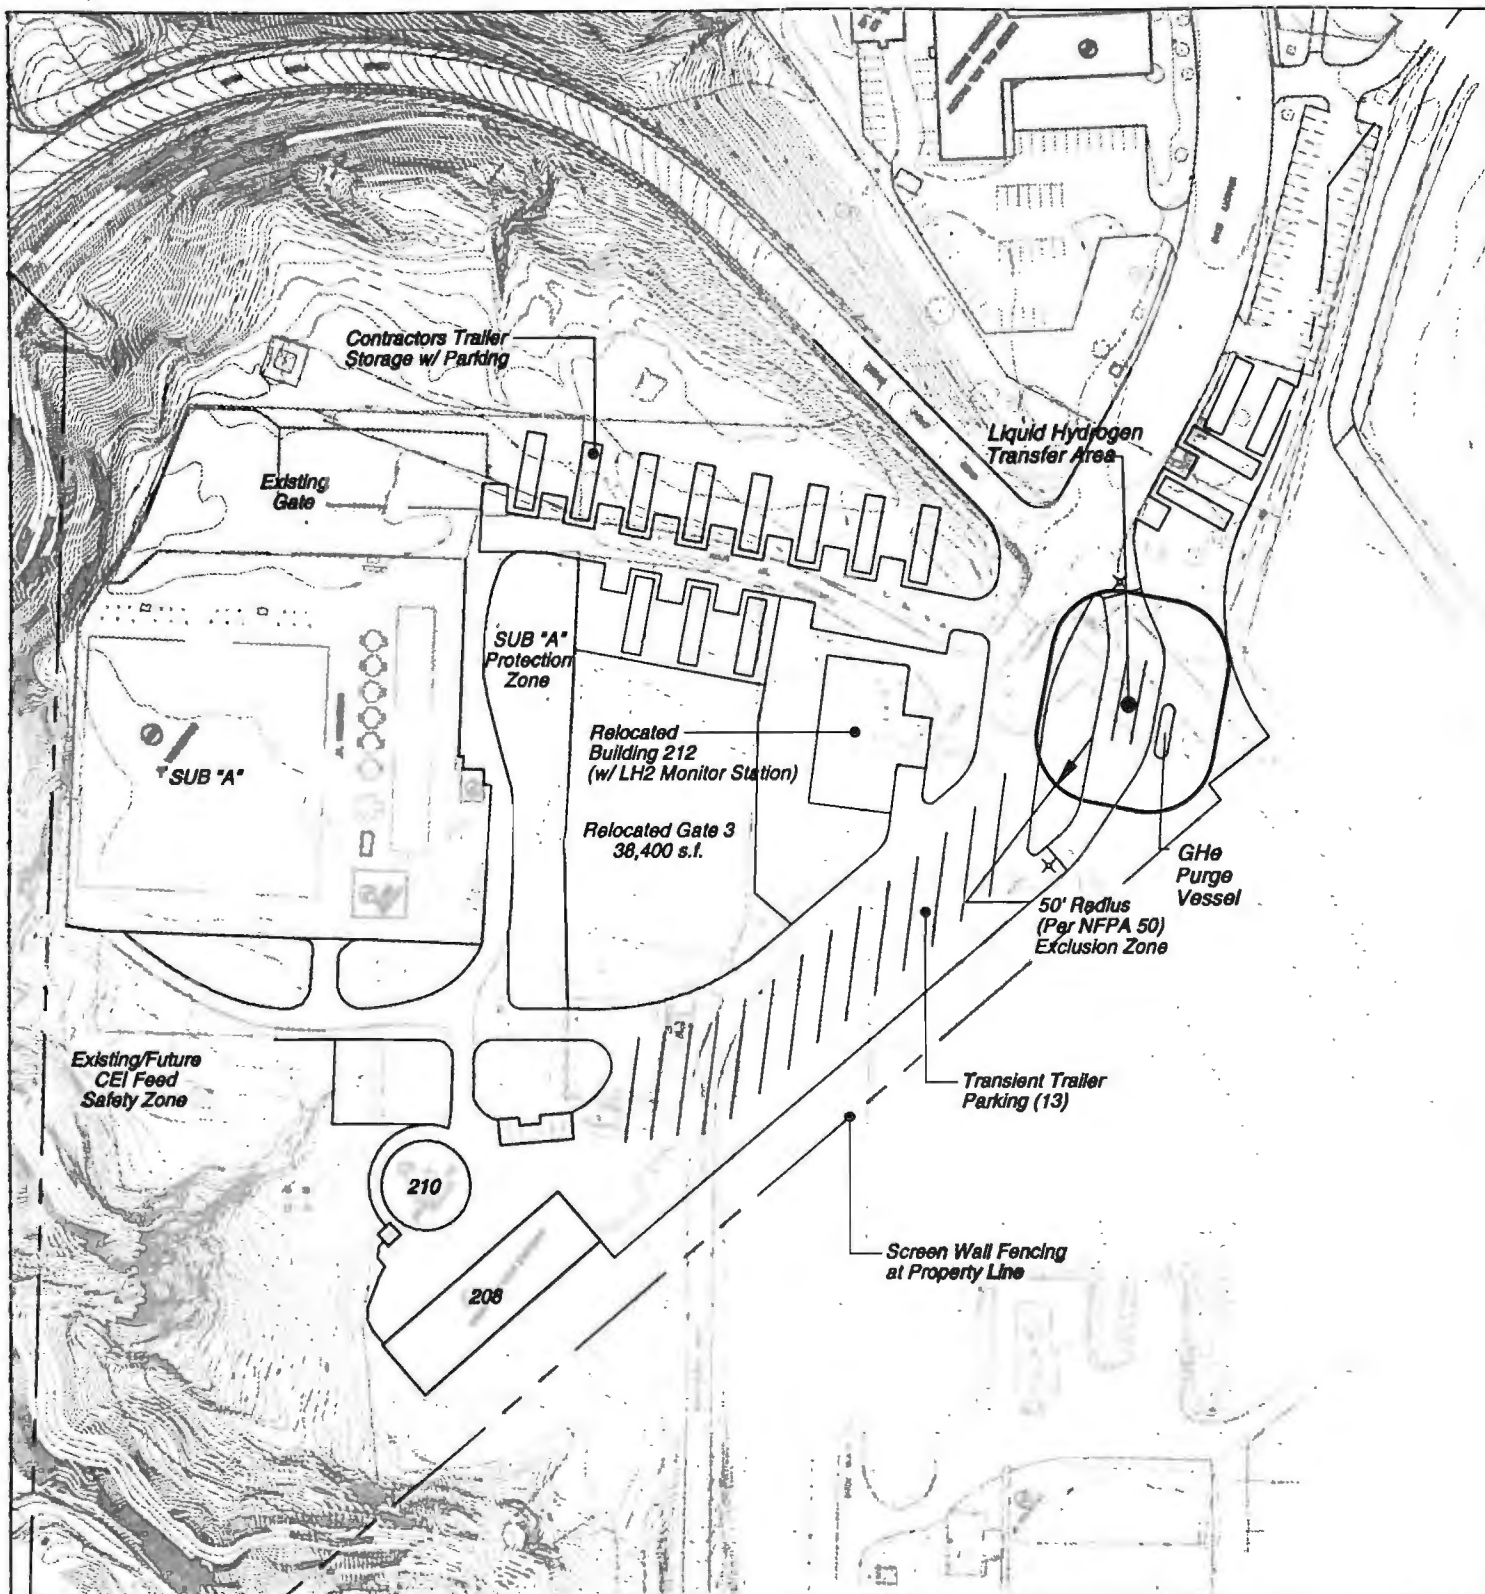 Contractors Trailer
Storage w/ Parking
Liquid Hydrogen
Transfer Area
Existing
Gate
SUB "A"
Protection
Zone
Relocated
Building 212
(w/ LH2 Monitor Station)
SUB "A"
Relocated Gate 3
38,400 s.f.
GHe
Purge
Vessel
50' Radius
(Per NFPA 50)
Exclusion Zone
Existing/Future
CEI Feed
Safety Zone
Transient Trailer
Parking (13)
210
Screen Wall Fencing
at Property Line
208